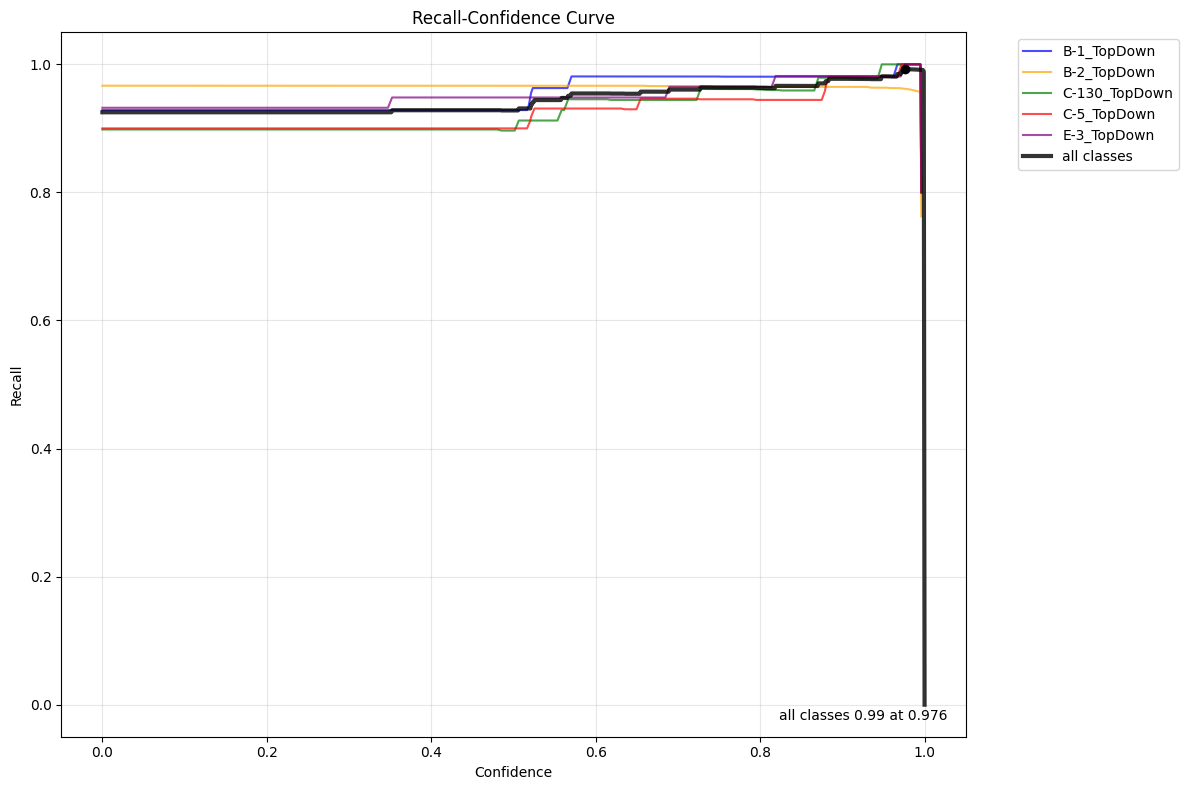 Recall-Confidence Curve
B-1_TopDown
B-2_TopDown
C-130_TopDown
C-5_TopDown
E-3_TopDown
all classes
Recall
1.0
0.8
0.6
0.4
0.2
0.0
all classes 0.99 at 0.976
0.0 0.2 0.4 0.6 0.8 1.0
Confidence